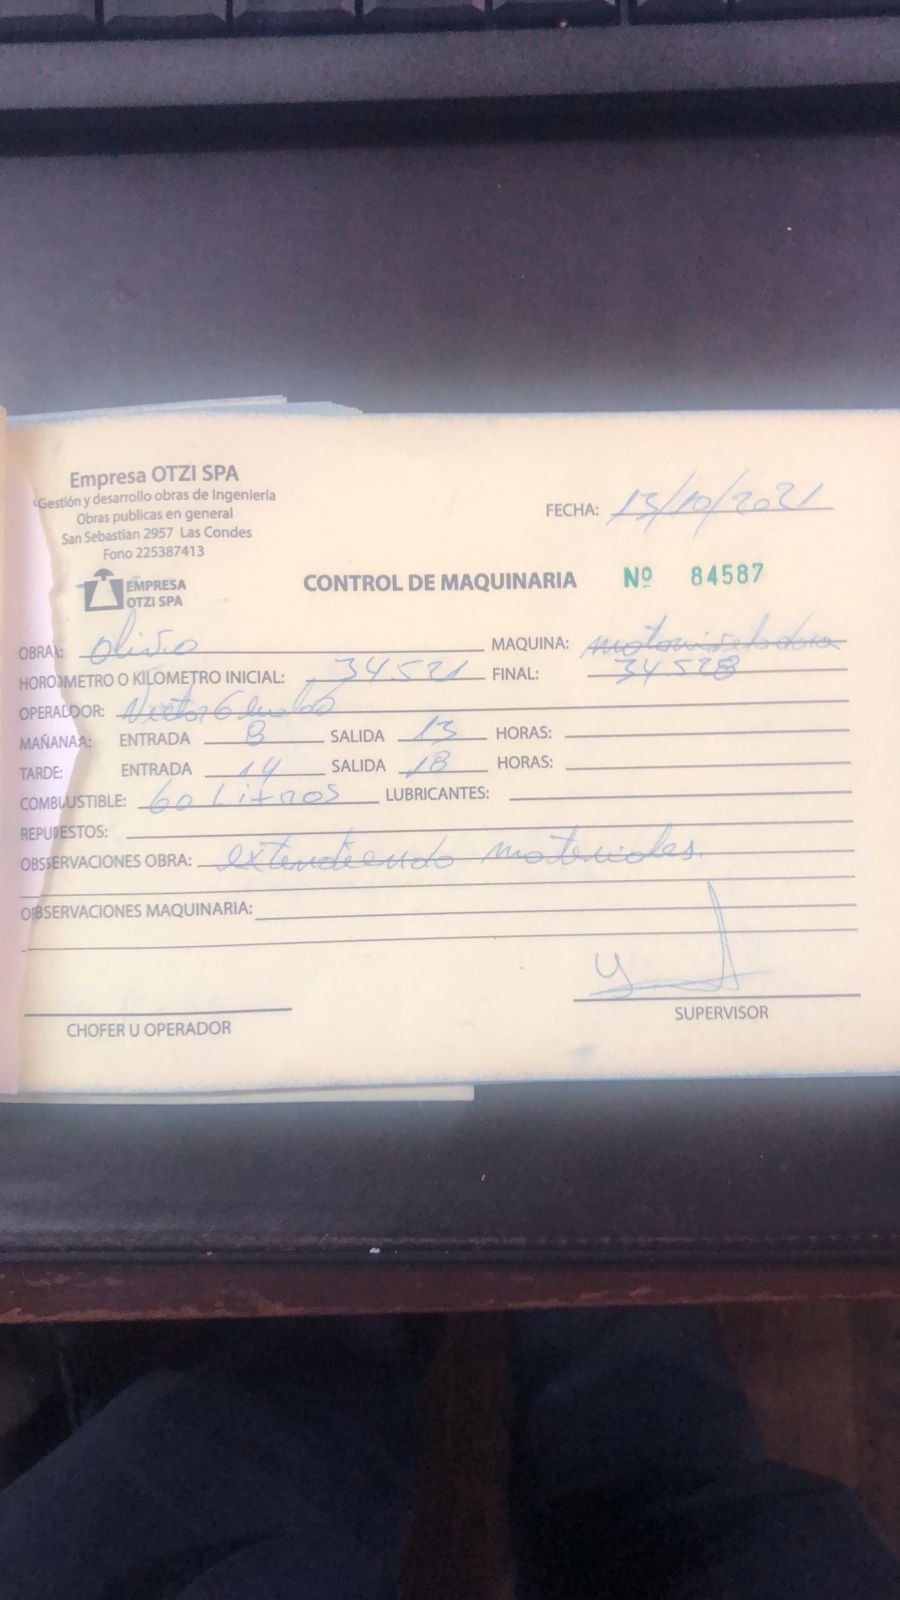 Empresa OTZI SPA
Gestión y desarrollo obras de Ingeniería
Obras publicas en general
San Sebastian 2957 Las Condes
Fono 225387413
FECHA: 13/10/2021
EMPRESA
OTZI SPA
CONTROL DE MAQUINARIA Nº 84587
OBRA: Olivo MAQUINA: motoniveladora
HOROMETRO O KILOMETRO INICIAL: 34521 FINAL: 34528
OPERADOR: Victor
MAÑANA: ENTRADA 8 SALIDA 13 HORAS:
TARDE: ENTRADA 14 SALIDA 18 HORAS:
COMBUSTIBLE: 60 Litros LUBRICANTES:
REPUESTOS:
OBSERVACIONES OBRA: extendiendo materiales.
OBSERVACIONES MAQUINARIA:
CHOFER U OPERADOR
SUPERVISOR